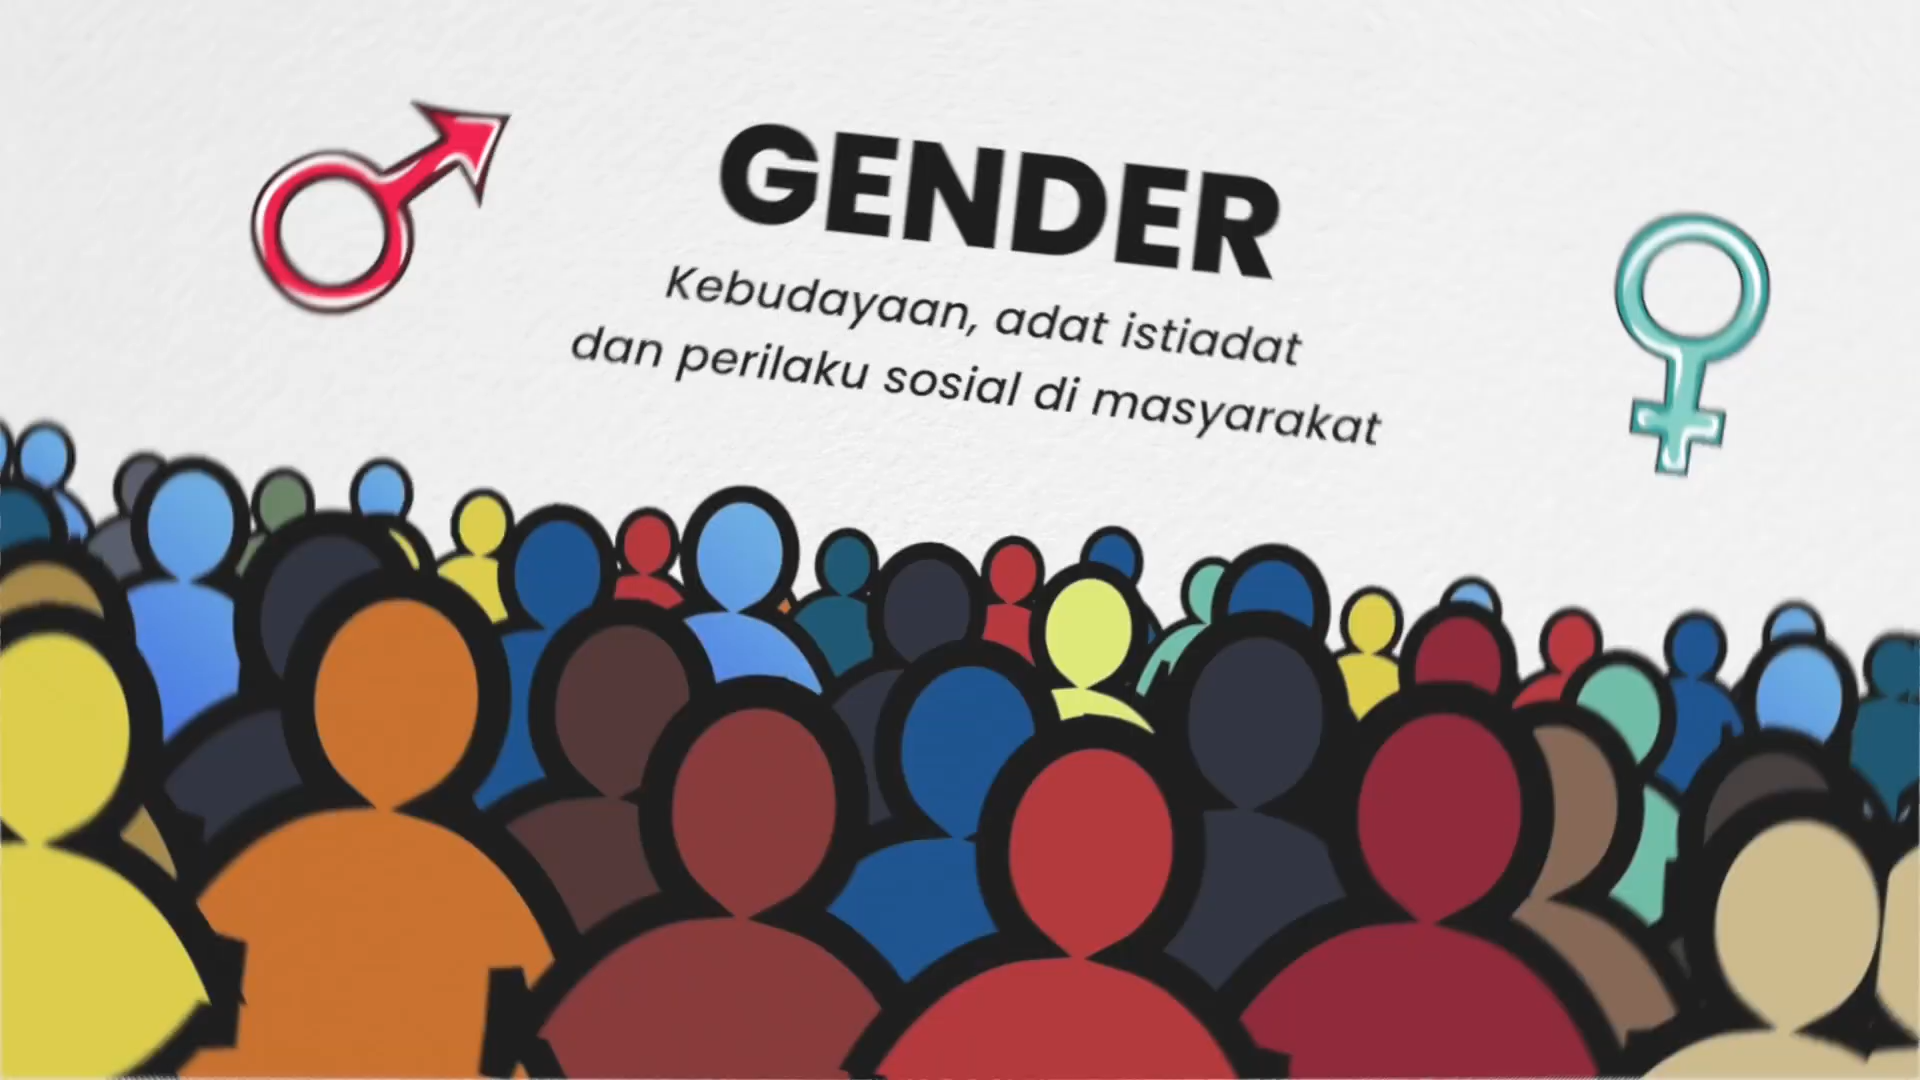 GENDER
Kebudayaan, adat istiadat
dan perilaku sosial di masyarakat